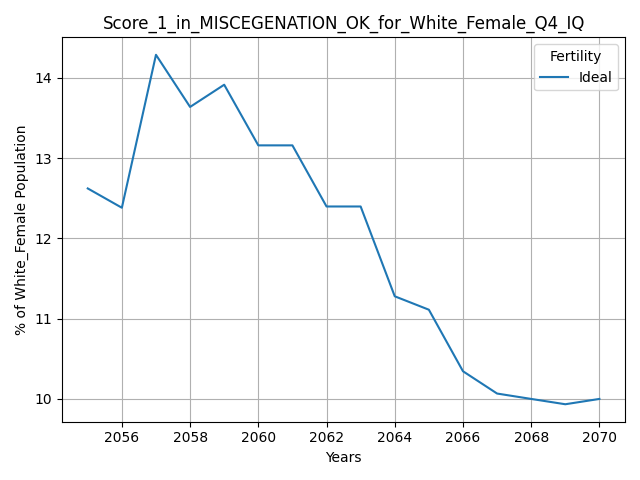 Score_1_in_MISCEGENATION_OK_for_White_Female_Q4_IQ
Fertility
Ideal
% of White_Female Population
14
13
12
11
10
2056 2058 2060 2062 2064 2066 2068 2070
Years